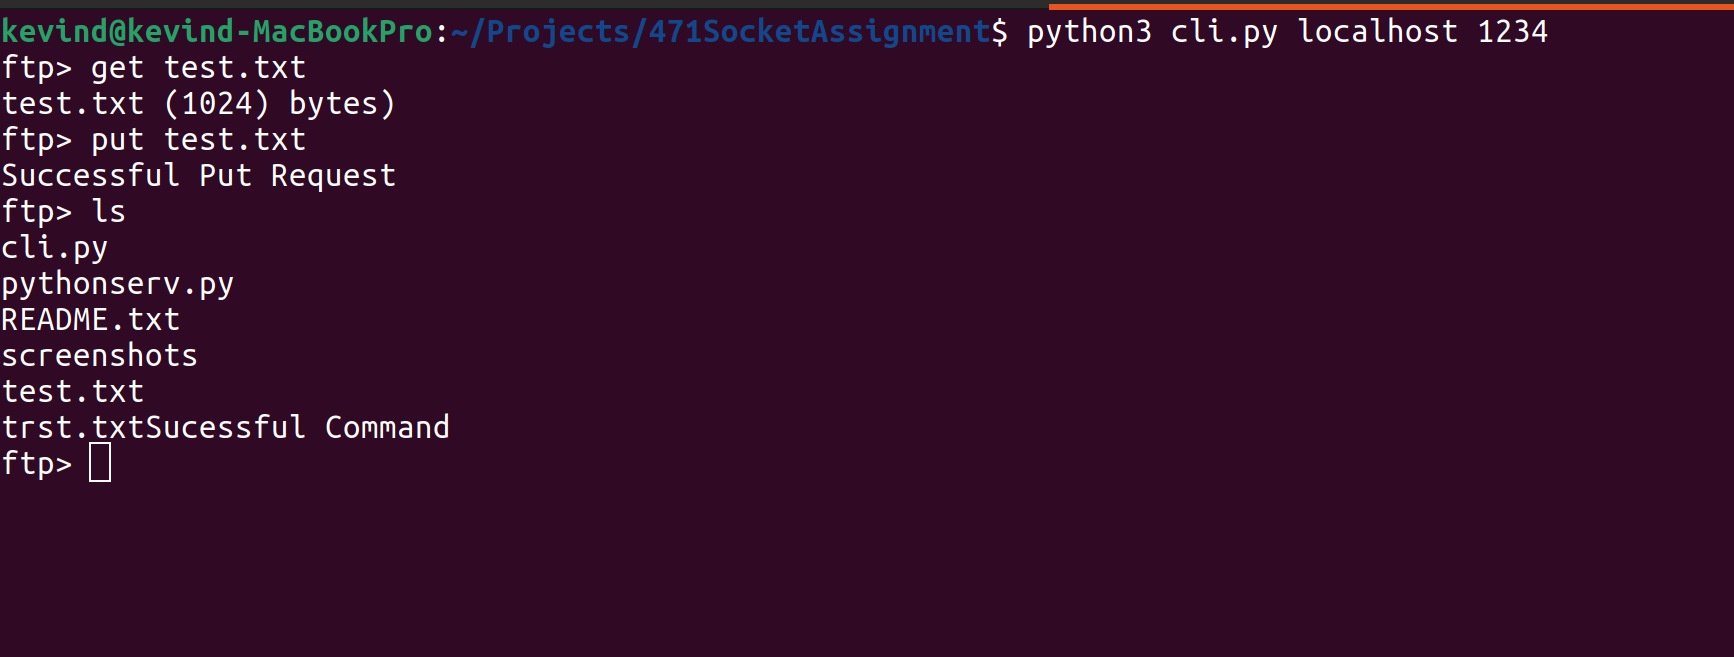 kevind@kevind-MacBookPro:~/Projects/471SocketAssignment$ python3 cli.py localhost 1234
ftp> get test.txt
test.txt (1024) bytes)
ftp> put test.txt
Successful Put Request
ftp> ls
cli.py
pythonserv.py
README.txt
screenshots
test.txt
trst.txtSucessful Command
ftp>